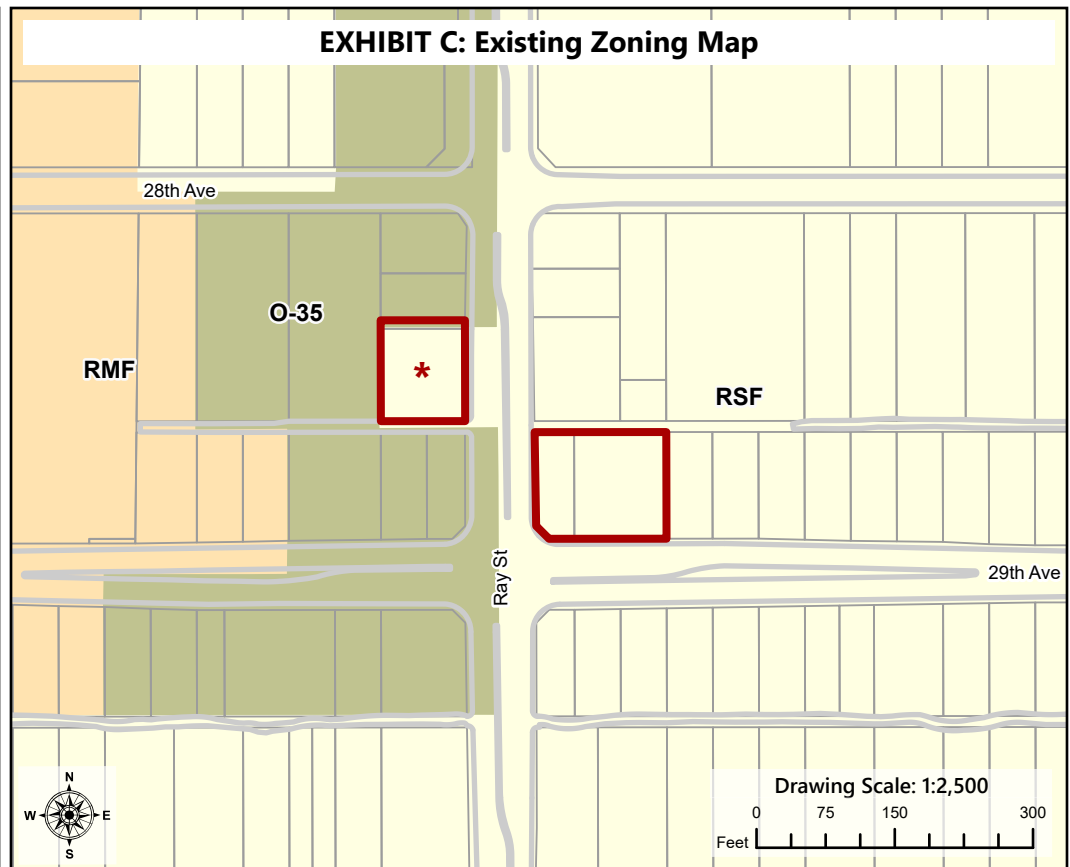 EXHIBIT C: Existing Zoning Map
28th Ave
O-35
RMF
*
RSF
Ray St
29th Ave
N
W E
S
Drawing Scale: 1:2,500
0 75 150 300
Feet